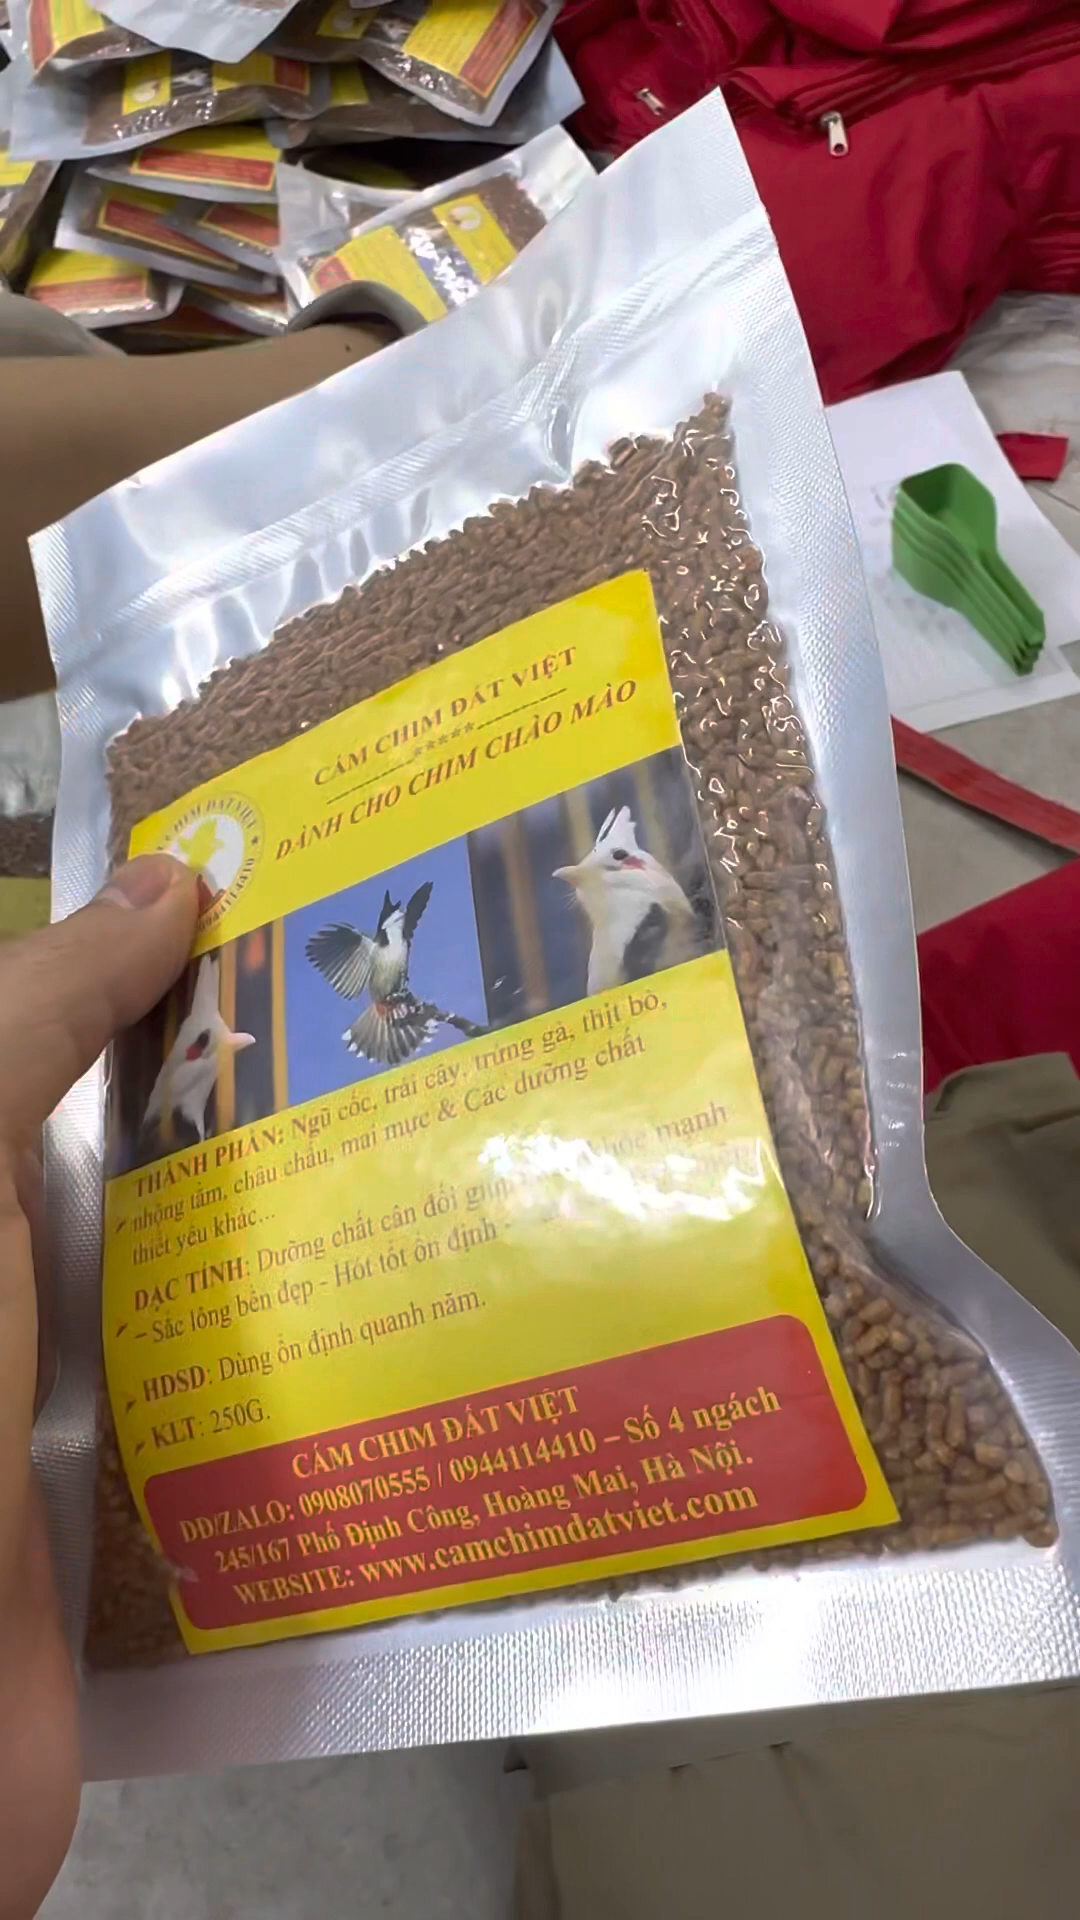 CÁM CHIM ĐẤT VIỆT
*****
DÀNH CHO CHIM CHÀO MÀO
THÀNH PHẦN: Ngũ cốc, trái cây, trứng gà, thịt bò,
nhộng tằm, châu chấu, mai mực & Các dưỡng chất
thiết yếu khác...
ĐẶC TÍNH: Dưỡng chất cân đối giúp khỏe mạnh
– Sắc lông bền đẹp - Hót tốt ổn định -
HDSD: Dùng ổn định quanh năm.
KLT: 250G.
CÁM CHIM ĐẤT VIỆT
DĐ/ZALO: 0908070555 / 0944114410 – Số 4 ngách
245/167 Phố Định Công, Hoàng Mai, Hà Nội.
WEBSITE: www.camchimdatviet.com